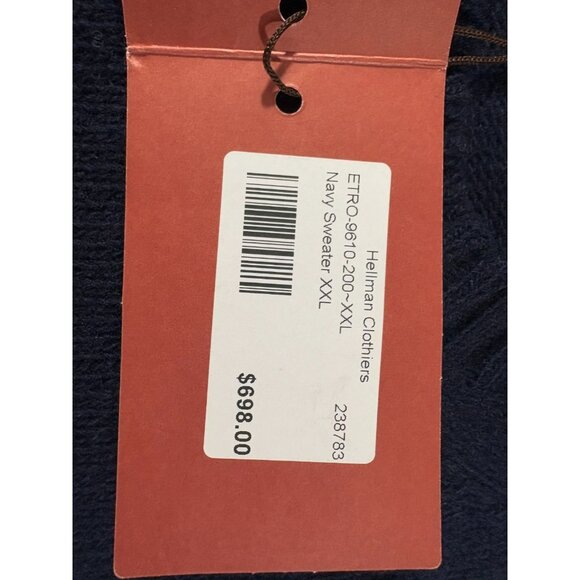 Hellman Clothiers
ETRO-9610-200~XXL 238783
Navy Sweater XXL
$698.00